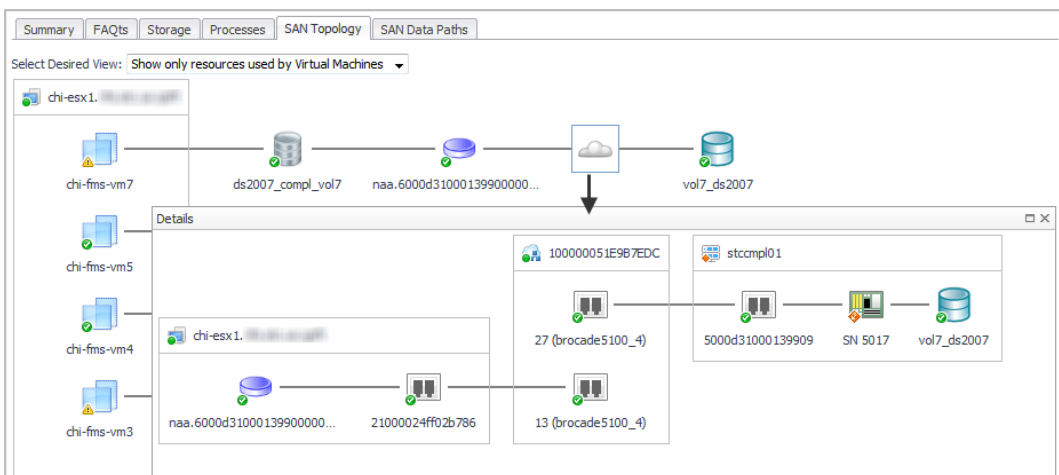 Summary FAQts Storage Processes SAN Topology SAN Data Paths
Select Desired View: Show only resources used by Virtual Machines
chi-esx1.
chi-fms-vm7 ds2007_compl_vol7 naa.6000d31000139900000... vol7_ds2007
Details
chi-fms-vm5
100000051E9B7EDC stccmpl01
27 (brocade5100_4) 5000d31000139909 SN 5017 vol7_ds2007
chi-fms-vm4
chi-esx1.
naa.6000d31000139900000... 21000024ff02b786 13 (brocade5100_4)
chi-fms-vm3